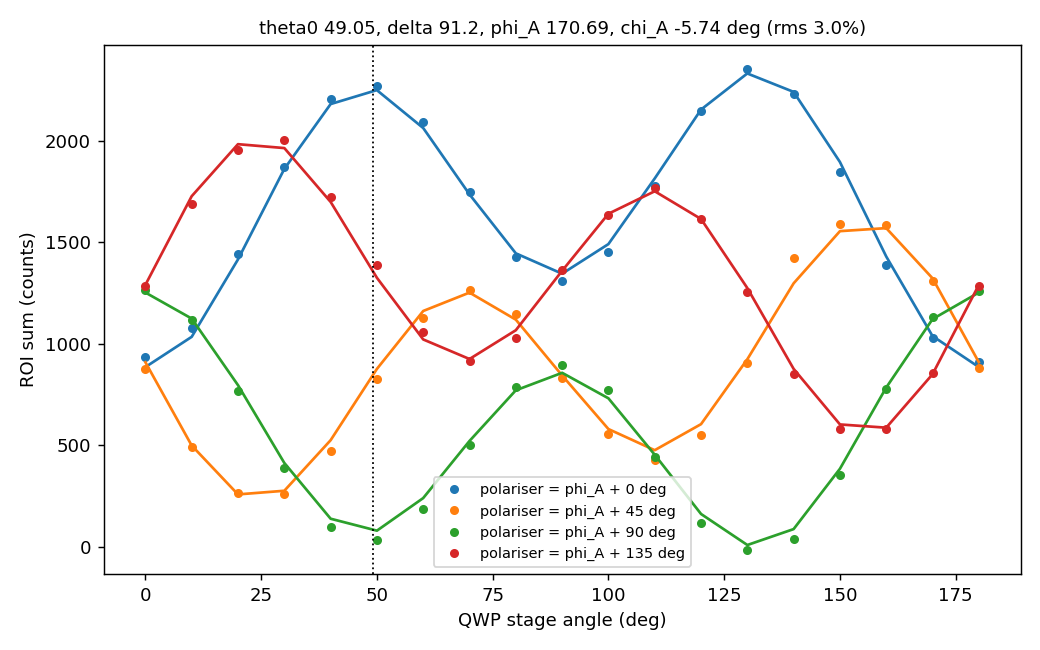 theta0 49.05, delta 91.2, phi_A 170.69, chi_A -5.74 deg (rms 3.0%)
ROI sum (counts)
2000
1500
1000
500
0
polariser = phi_A + 0 deg
polariser = phi_A + 45 deg
polariser = phi_A + 90 deg
polariser = phi_A + 135 deg
0 25 50 75 100 125 150 175
QWP stage angle (deg)